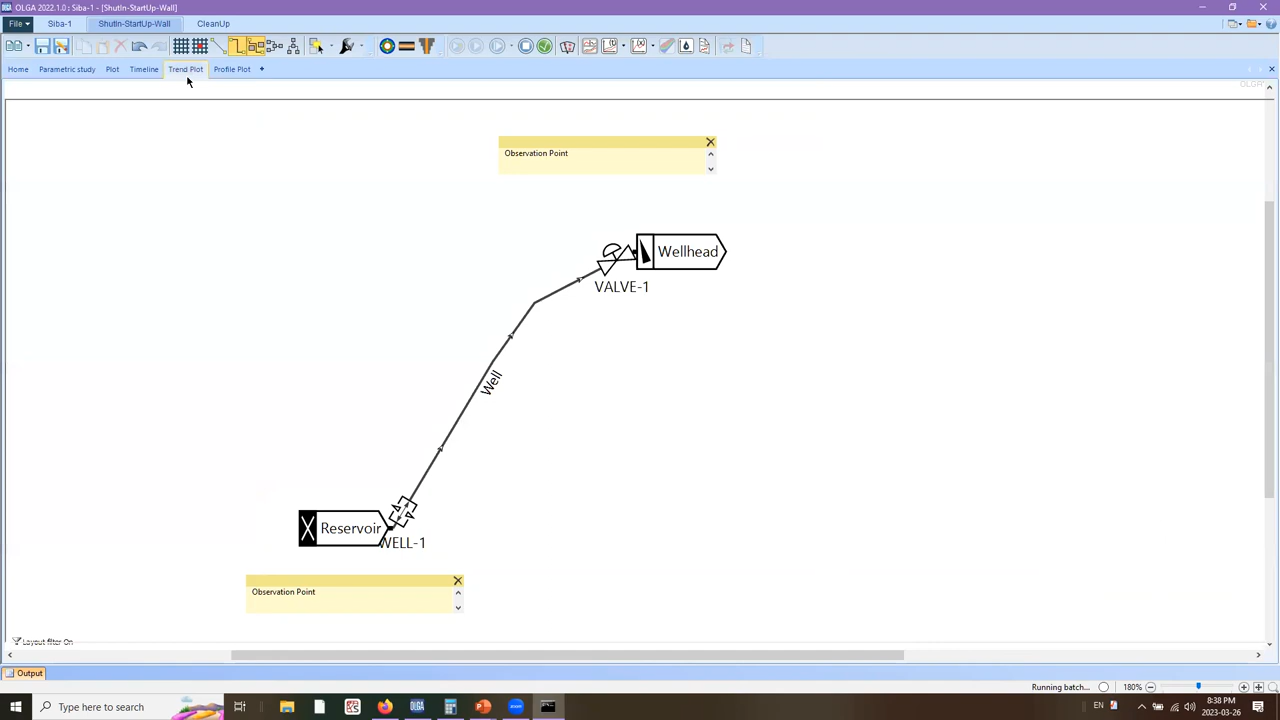 OLGA 2022.1.0 : Siba-1 - [ShutIn-StartUp-Wall]
File Siba-1 ShutIn-StartUp-Wall CleanUp
Home Parametric study Plot Timeline Trend Plot Profile Plot
OLGA
Observation Point
Wellhead
VALVE-1
Well
Reservoir
WELL-1
Observation Point
Layout filter On
Output
Running batch... 180%
Type here to search
OLGA
EN 8:38 PM
2023-03-26